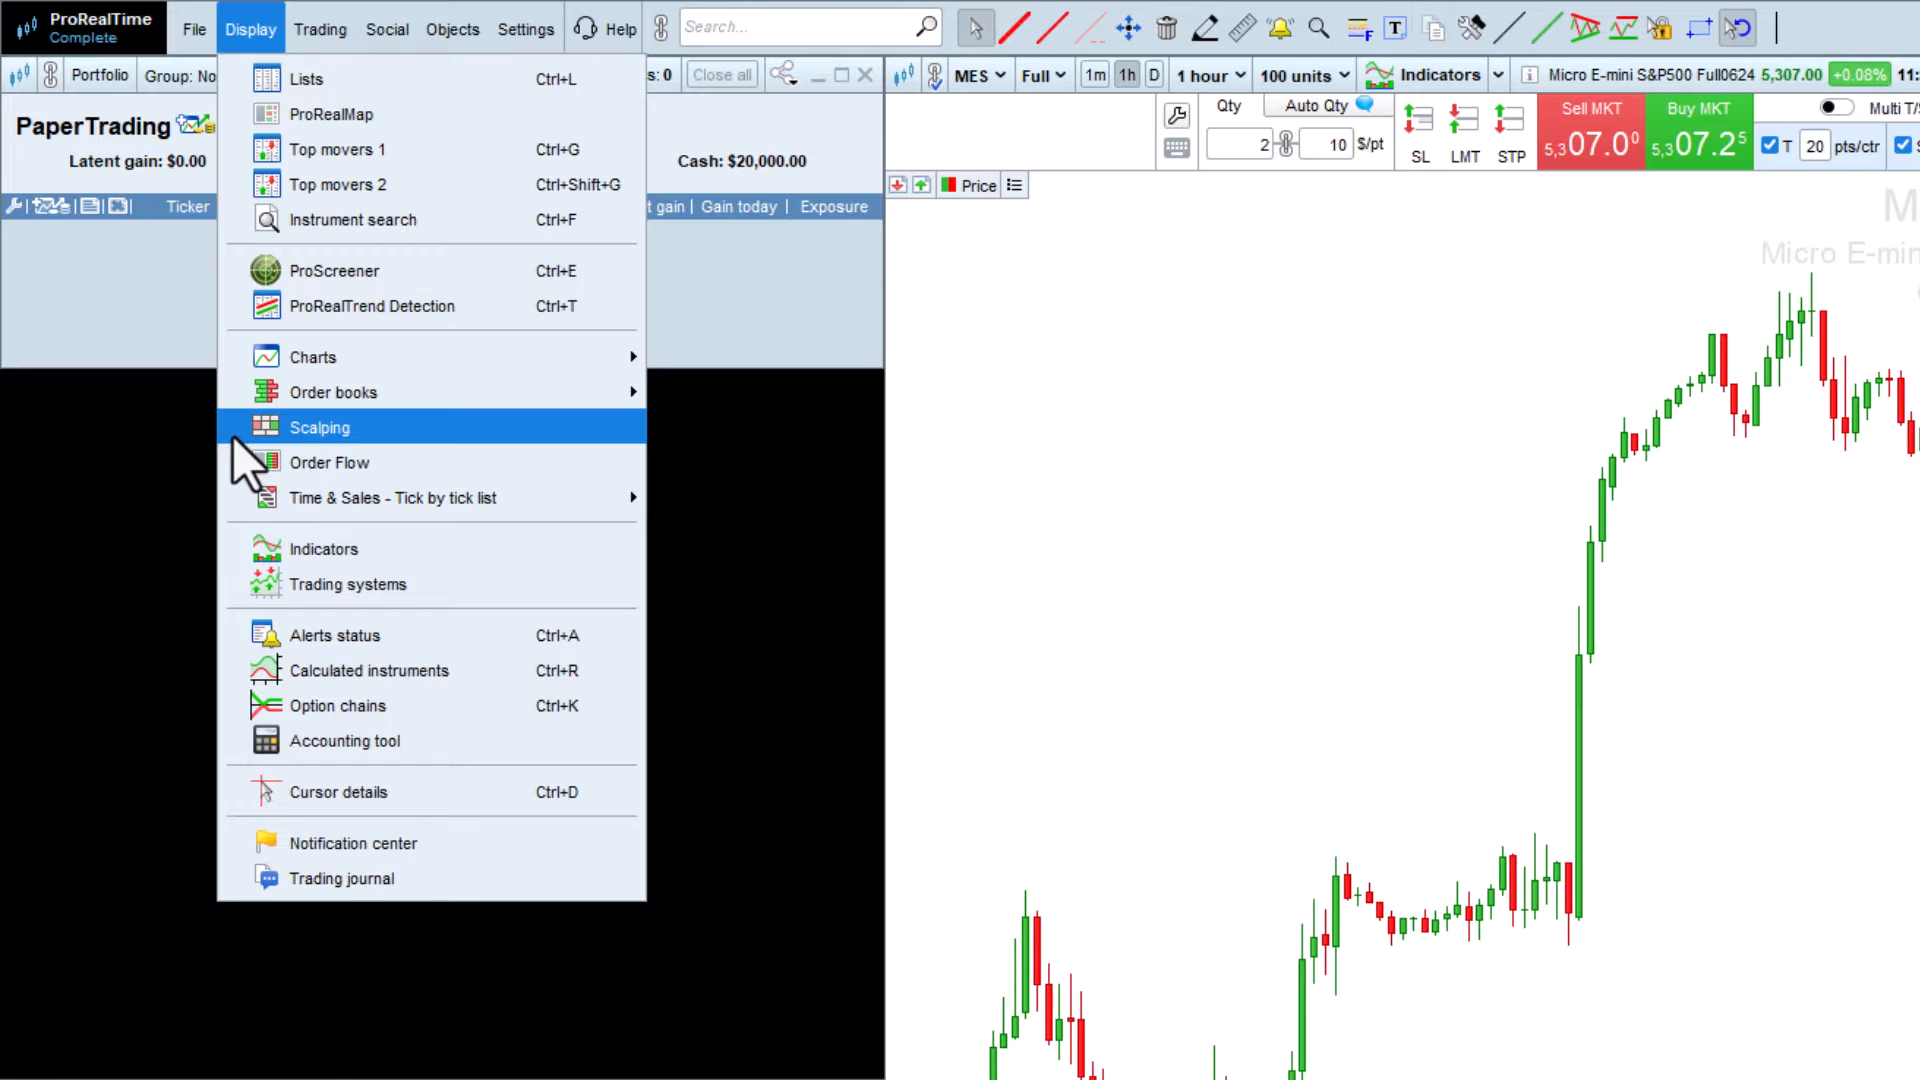 ProRealTime
Complete
File Display Trading Social Objects Settings Help Search...
Portfolio Group: No s: 0 Close all MES Full 1m 1h D 1 hour 100 units Indicators Micro E-mini S&P500 Full0624 5,307.00 +0.08% 11:
PaperTrading
Latent gain: $0.00 Cash: $20,000.00
Qty Auto Qty
2 10 $/pt
SL LMT STP
Sell MKT Buy MKT
5,307.00 5,307.25
Multi T/S
T 20 pts/ctr S
Ticker t gain Gain today Exposure
Price
M
Micro E-min
Lists Ctrl+L
ProRealMap
Top movers 1 Ctrl+G
Top movers 2 Ctrl+Shift+G
Instrument search Ctrl+F
ProScreener Ctrl+E
ProRealTrend Detection Ctrl+T
Charts
Order books
Scalping
Order Flow
Time & Sales - Tick by tick list
Indicators
Trading systems
Alerts status Ctrl+A
Calculated instruments Ctrl+R
Option chains Ctrl+K
Accounting tool
Cursor details Ctrl+D
Notification center
Trading journal